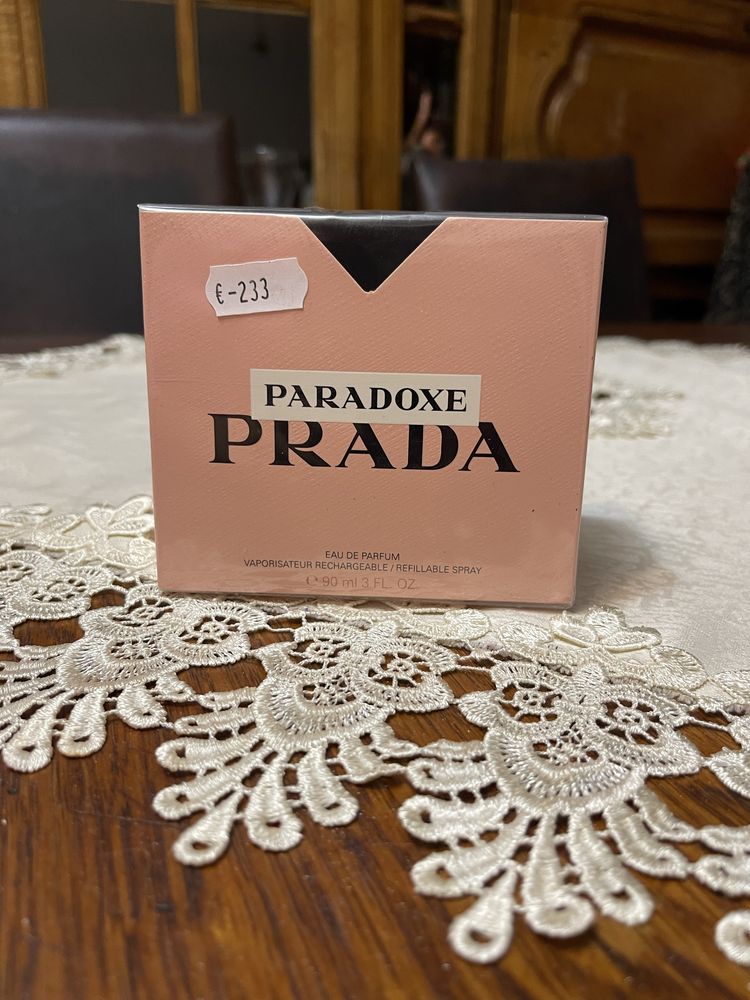 €-233
PARADOXE
PRADA
EAU DE PARFUM
VAPORISATEUR RECHARGEABLE / REFILLABLE SPRAY
℮ 90 ml 3 FL. OZ.